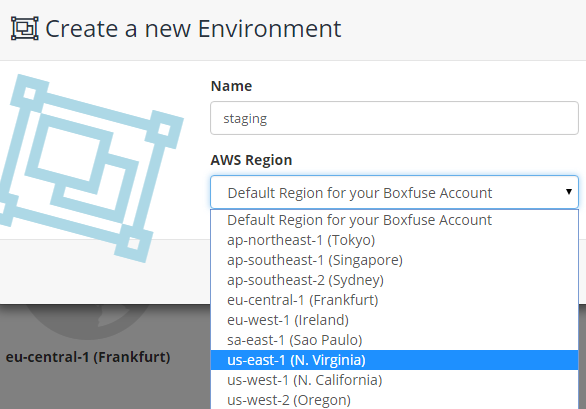 Create a new Environment
Name
staging
AWS Region
Default Region for your Boxfuse Account
Default Region for your Boxfuse Account
ap-northeast-1 (Tokyo)
ap-southeast-1 (Singapore)
ap-southeast-2 (Sydney)
eu-central-1 (Frankfurt)
eu-west-1 (Ireland)
sa-east-1 (Sao Paulo)
us-east-1 (N. Virginia)
us-west-1 (N. California)
us-west-2 (Oregon)
eu-central-1 (Frankfurt)